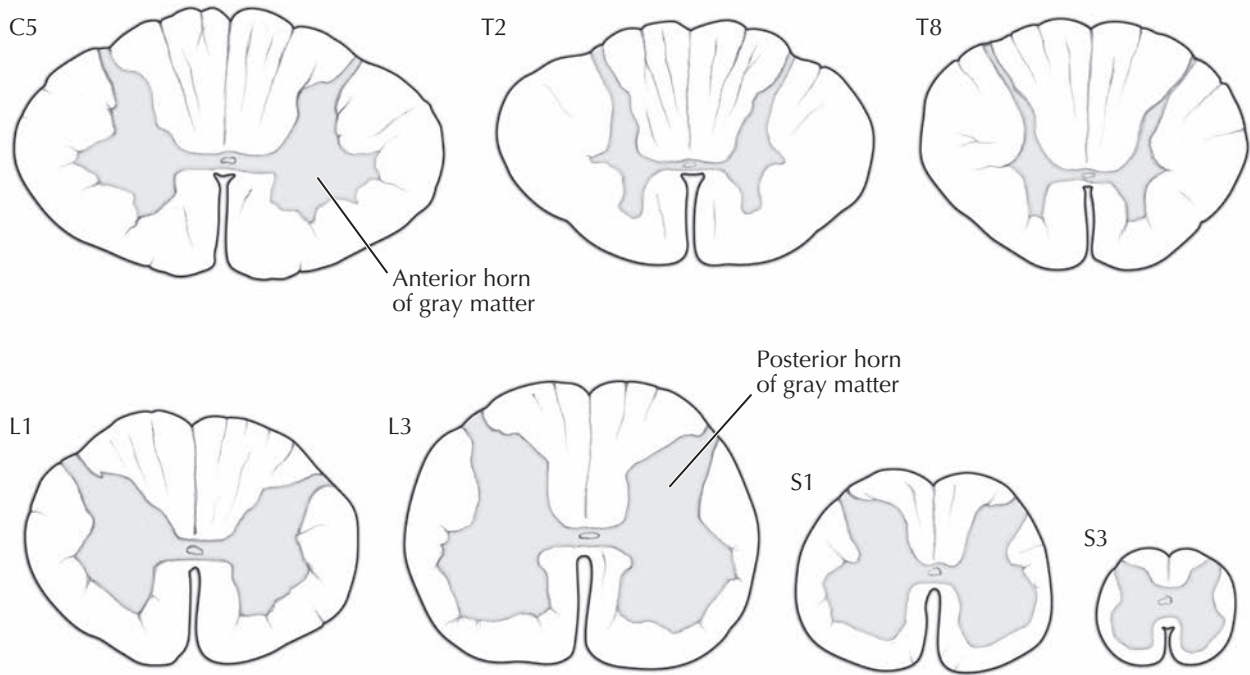 C5
T2
T8
Anterior horn
of gray matter
Posterior horn
of gray matter
L1
L3
S1
S3